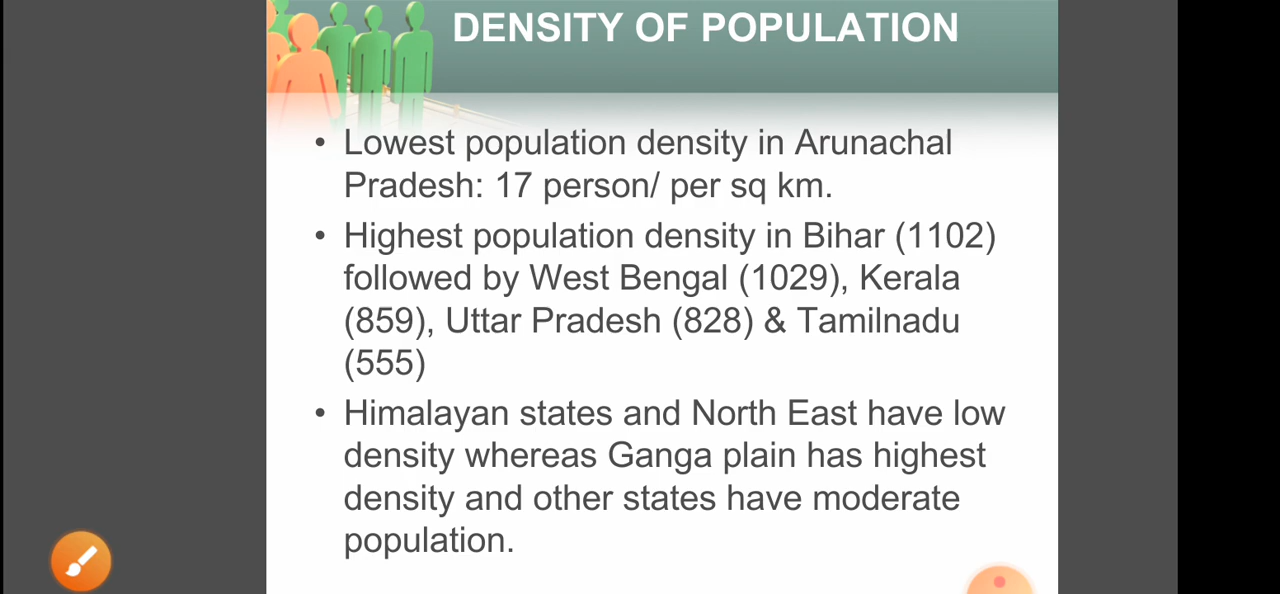 DENSITY OF POPULATION
• Lowest population density in Arunachal
Pradesh: 17 person/ per sq km.
• Highest population density in Bihar (1102)
followed by West Bengal (1029), Kerala
(859), Uttar Pradesh (828) & Tamilnadu
(555)
• Himalayan states and North East have low
density whereas Ganga plain has highest
density and other states have moderate
population.